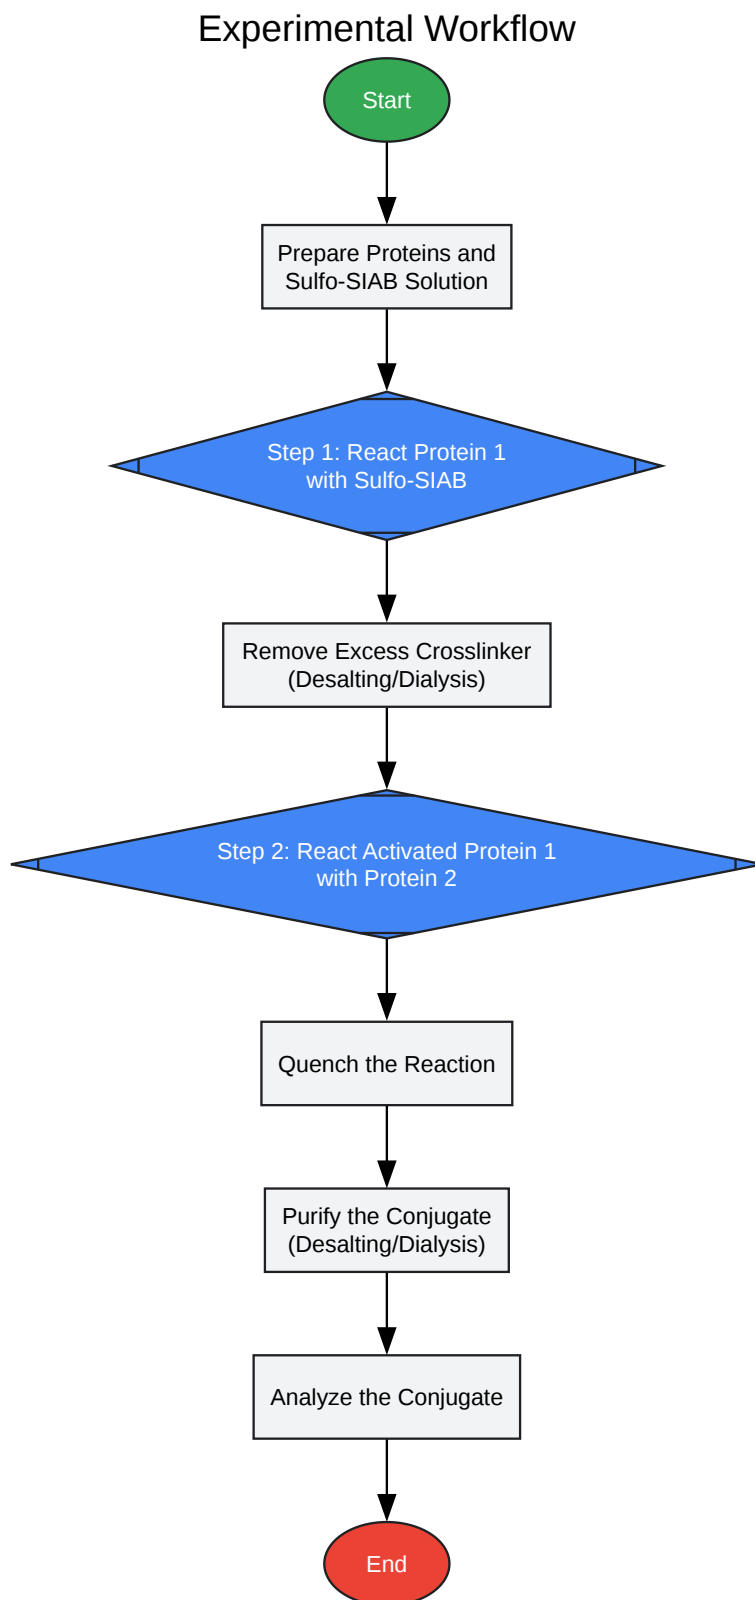 Experimental Workflow
Start
Prepare Proteins and
Sulfo-SIAB Solution
Step 1: React Protein 1
with Sulfo-SIAB
Remove Excess Crosslinker
(Desalting/Dialysis)
Step 2: React Activated Protein 1
with Protein 2
Quench the Reaction
Purify the Conjugate
(Desalting/Dialysis)
Analyze the Conjugate
End